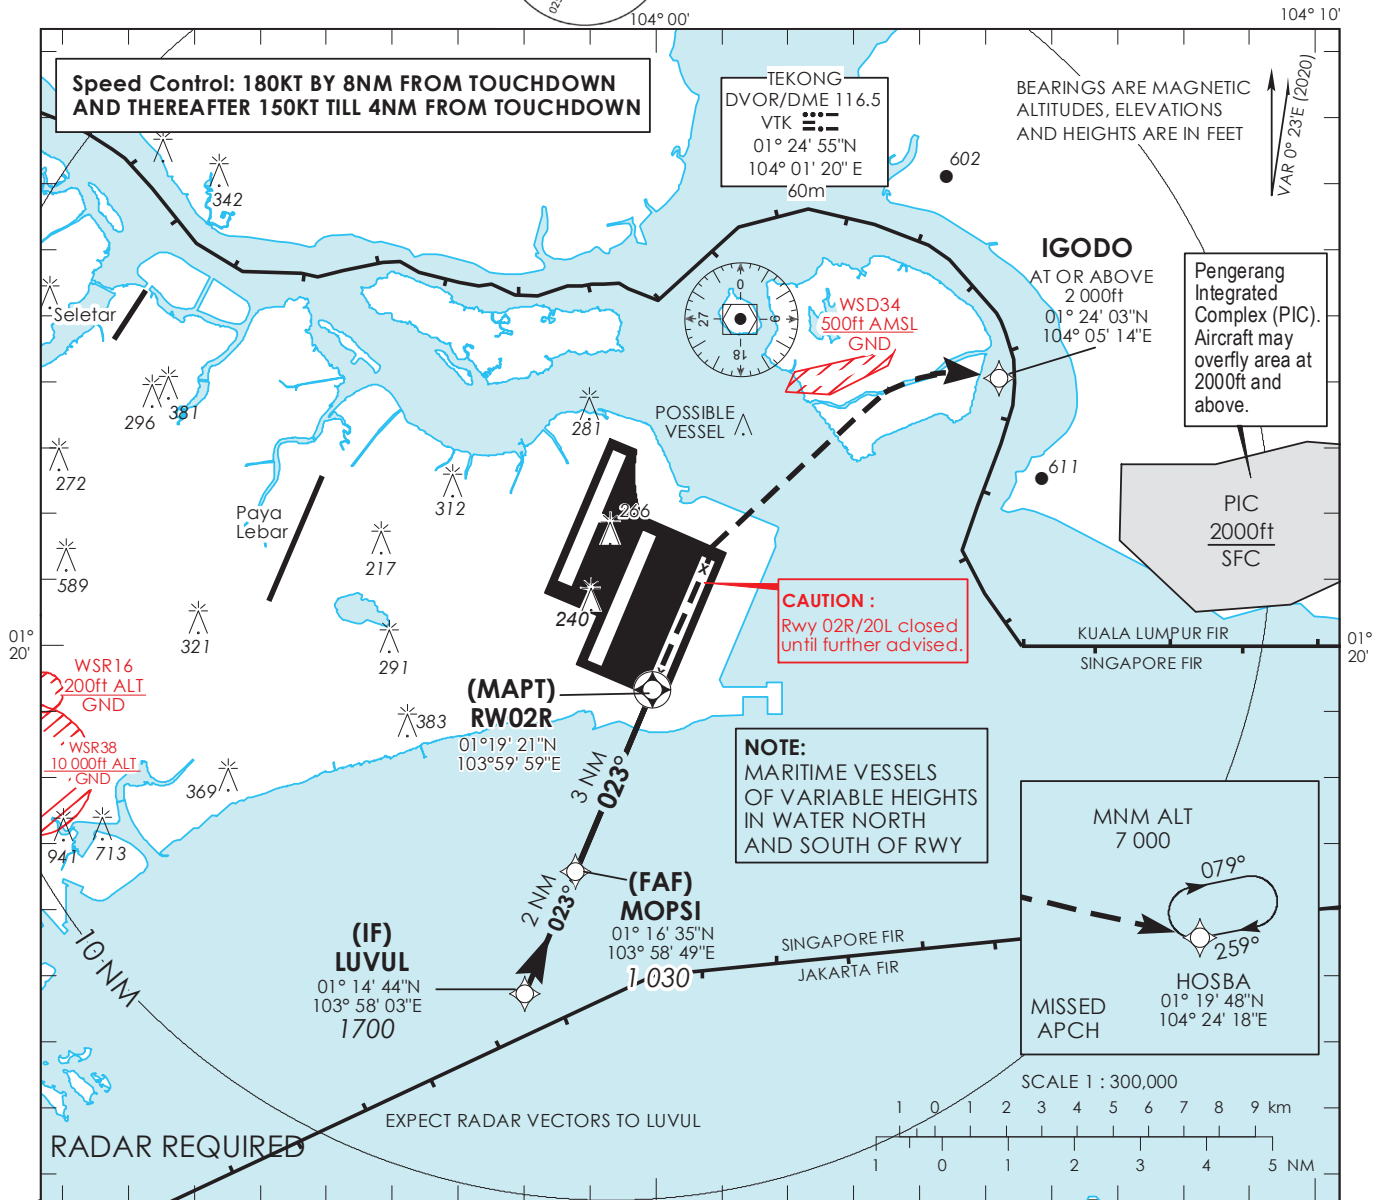 104° 00'
104° 10'
Speed Control: 180KT BY 8NM FROM TOUCHDOWN
AND THEREAFTER 150KT TILL 4NM FROM TOUCHDOWN
TEKONG
DVOR/DME 116.5
VTK
01° 24' 55"N
104° 01' 20" E
60m
BEARINGS ARE MAGNETIC
ALTITUDES, ELEVATIONS
AND HEIGHTS ARE IN FEET
VAR 0° 23'E (2020)
602
342
IGODO
AT OR ABOVE
2 000ft
01° 24' 03"N
104° 05' 14"E
Pengerang
Integrated
Complex (PIC).
Aircraft may
overfly area at
2000ft and
above.
Seletar
0
9
18
27
WSD34
500ft AMSL
GND
296
381
281
POSSIBLE
VESSEL
272
312
611
Paya
Lebar
266
PIC
2000ft
SFC
589
217
240
321
291
CAUTION :
Rwy 02R/20L closed
until further advised.
x
x
01°
20'
KUALA LUMPUR FIR
SINGAPORE FIR
01°
20'
WSR16
200ft ALT
GND
(MAPT)
RW02R
01°19' 21"N
103°59' 59"E
383
WSR38
10 000ft ALT
GND
369
941
713
3 NM
023°
NOTE:
MARITIME VESSELS
OF VARIABLE HEIGHTS
IN WATER NORTH
AND SOUTH OF RWY
MNM ALT
7 000
079°
259°
HOSBA
01° 19' 48"N
104° 24' 18"E
MISSED
APCH
2 NM
023°
(FAF)
MOPSI
01° 16' 35"N
103° 58' 49"E
1 030
(IF)
LUVUL
01° 14' 44"N
103° 58' 03"E
1700
SINGAPORE FIR
JAKARTA FIR
10 NM
SCALE 1 : 300,000
1 0 1 2 3 4 5 6 7 8 9 km
1 0 1 2 3 4 5 NM
EXPECT RADAR VECTORS TO LUVUL
RADAR REQUIRED